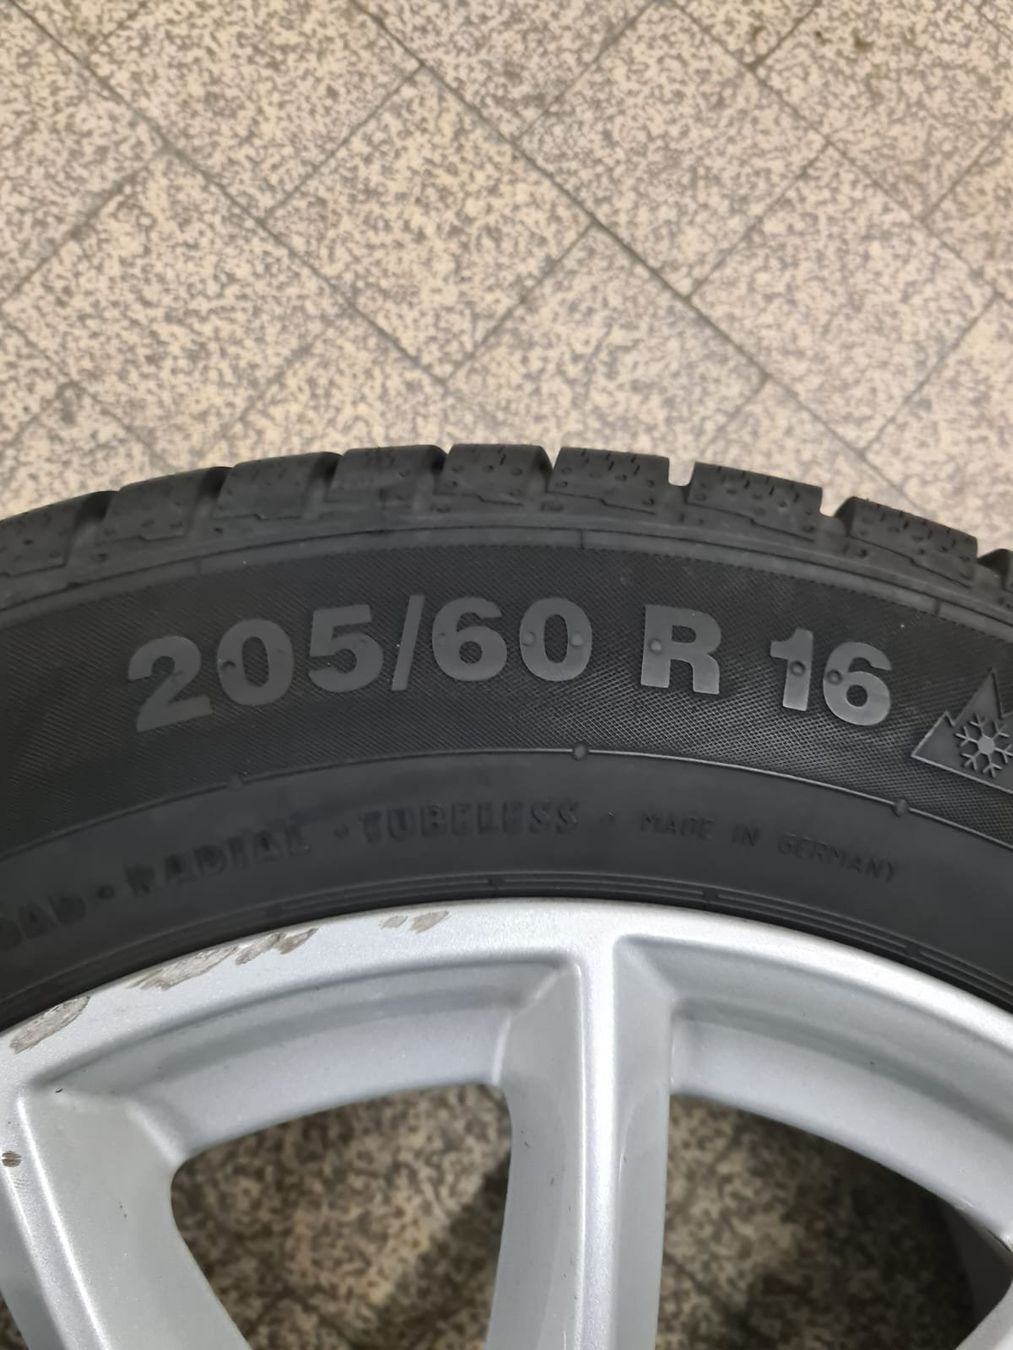 205/60 R 16
RADIAL · TUBELESS · MADE IN GERMANY